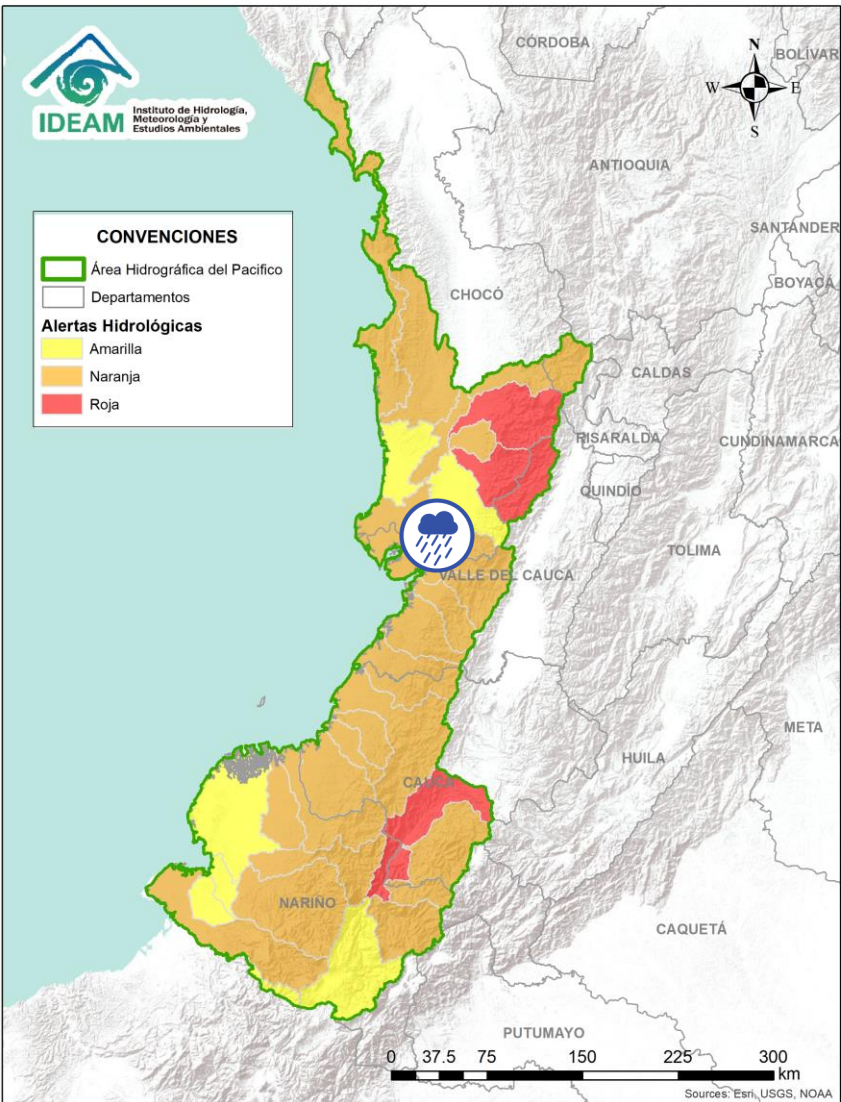 IDEAM
Instituto de Hidrología,
Meteorología y
Estudios Ambientales
N
W
E
S
CÓRDOBA
BOLÍVAR
ANTIOQUIA
SANTANDER
BOYACÁ
CHOCÓ
CONVENCIONES
Área Hidrográfica del Pacifico
Departamentos
Alertas Hidrológicas
Amarilla
Naranja
Roja
CALDAS
RISARALDA
CUNDINAMARCA
QUINDÍO
TOLIMA
VALLE DEL CAUCA
META
HUILA
CAUCA
NARIÑO
CAQUETÁ
PUTUMAYO
0 37.5 75 150 225 300
km
Sources: Esri, USGS, NOAA